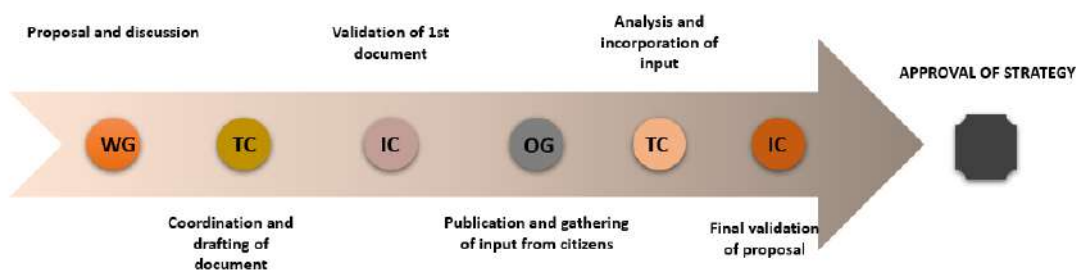 Proposal and discussion
Validation of 1st
document
Analysis and
incorporation of
input
APPROVAL OF STRATEGY
WG
TC
IC
OG
TC
IC
Coordination and
drafting of
document
Publication and gathering
of input from citizens
Final validation
of proposal